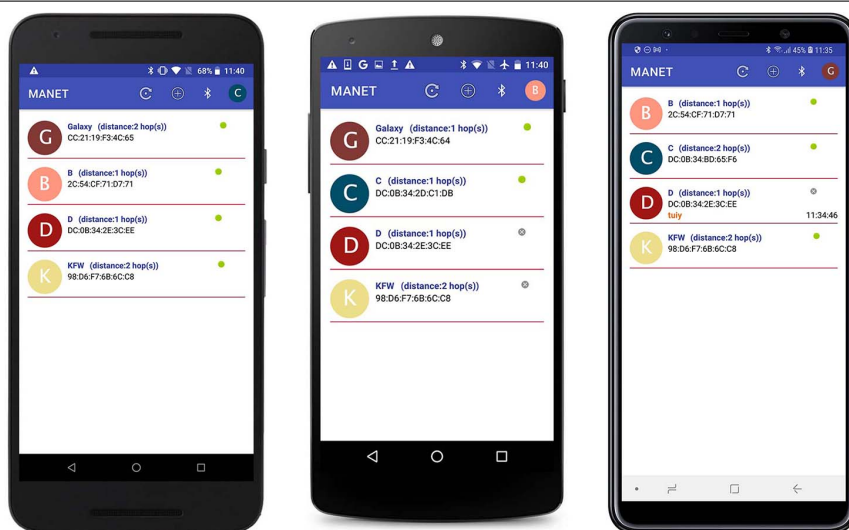 68% 11:40
MANET C
G Galaxy (distance:2 hop(s))
CC:21:19:F3:4C:65
B B (distance:1 hop(s))
2C:54:CF:71:D7:71
D D (distance:1 hop(s))
DC:0B:34:2E:3C:EE
K KFW (distance:2 hop(s))
98:D6:F7:6B:6C:C8
G 11:40
MANET B
G Galaxy (distance:1 hop(s))
CC:21:19:F3:4C:64
C C (distance:1 hop(s))
DC:0B:34:2D:C1:DB
D D (distance:1 hop(s))
DC:0B:34:2E:3C:EE
K KFW (distance:2 hop(s))
98:D6:F7:6B:6C:C8
45% 11:35
MANET G
B B (distance:1 hop(s))
2C:54:CF:71:D7:71
C C (distance:2 hop(s))
DC:0B:34:BD:65:F6
D D (distance:1 hop(s))
DC:0B:34:2E:3C:EE
tuiy 11:34:46
K KFW (distance:2 hop(s))
98:D6:F7:6B:6C:C8